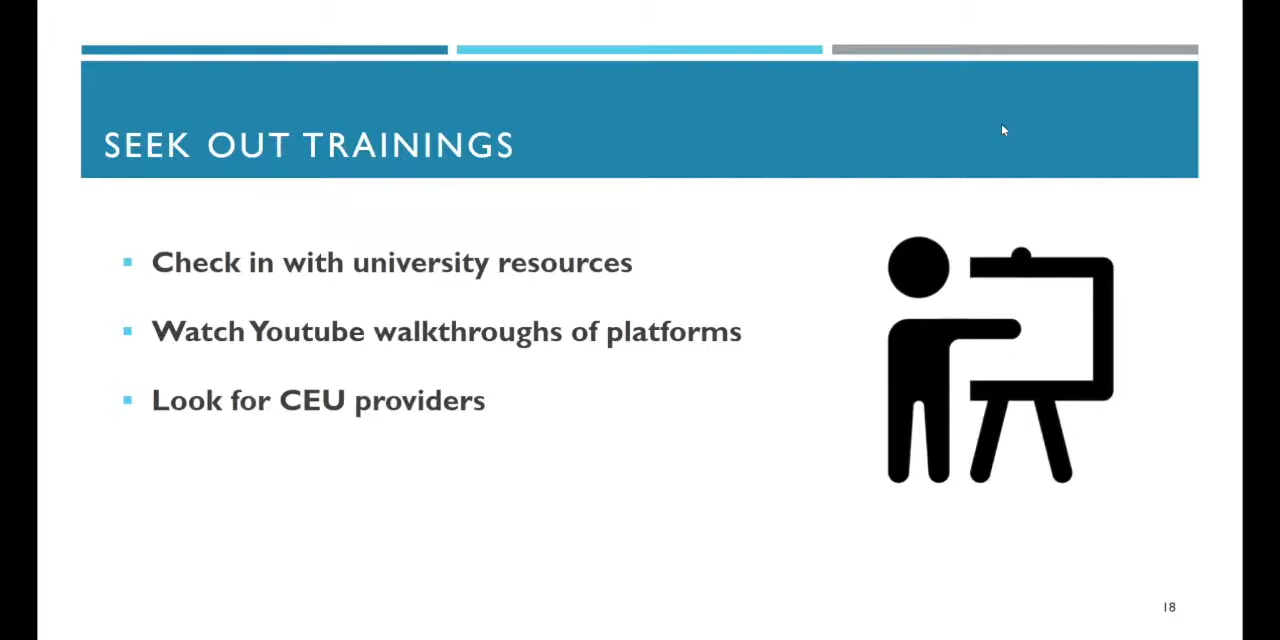 SEEK OUT TRAININGS
Check in with university resources
Watch Youtube walkthroughs of platforms
Look for CEU providers
18